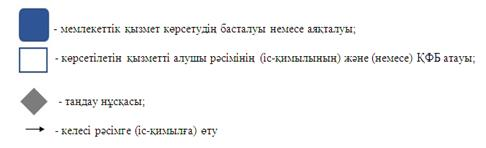 - мемлекеттік қызмет көрсетудің басталуы немесе аяқталуы;
- көрсетілетін қызметті алушы рәсімінің (іс-қимылының) және (немесе) ҚФБ атауы;
- таңдау нұсқасы;
- келесі рәсімге (іс-қимылға) өту